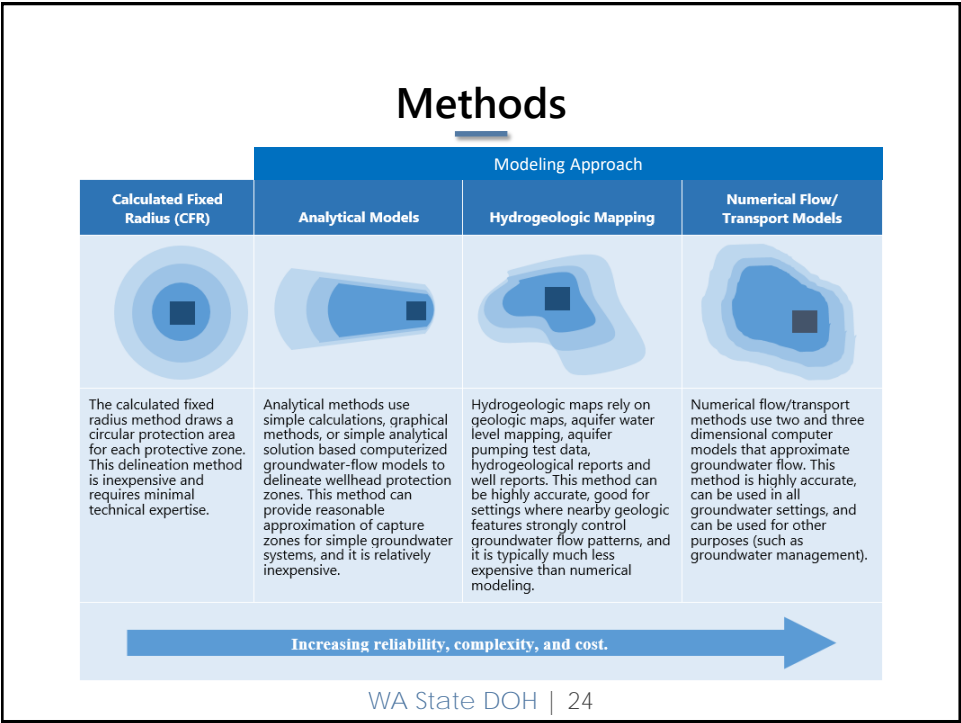 Methods
Modeling Approach
Calculated Fixed
Radius (CFR)
Analytical Models
Hydrogeologic Mapping
Numerical Flow/
Transport Models
The calculated fixed
radius method draws a
circular protection area
for each protective zone.
This delineation method
is inexpensive and
requires minimal
technical expertise.
Analytical methods use
simple calculations, graphical
methods, or simple analytical
solution based computerized
groundwater-flow models to
delineate wellhead protection
zones. This method can
provide reasonable
approximation of capture
zones for simple groundwater
systems, and it is relatively
inexpensive.
Hydrogeologic maps rely on
geologic maps, aquifer water
level mapping, aquifer
pumping test data,
hydrogeological reports and
well reports. This method can
be highly accurate, good for
settings where nearby geologic
features strongly control
groundwater flow patterns, and
it is typically much less
expensive than numerical
modeling.
Numerical flow/transport
methods use two and three
dimensional computer
models that approximate
groundwater flow. This
method is highly accurate,
can be used in all
groundwater settings, and
can be used for other
purposes (such as
groundwater management).
Increasing reliability, complexity, and cost.
WA State DOH | 24